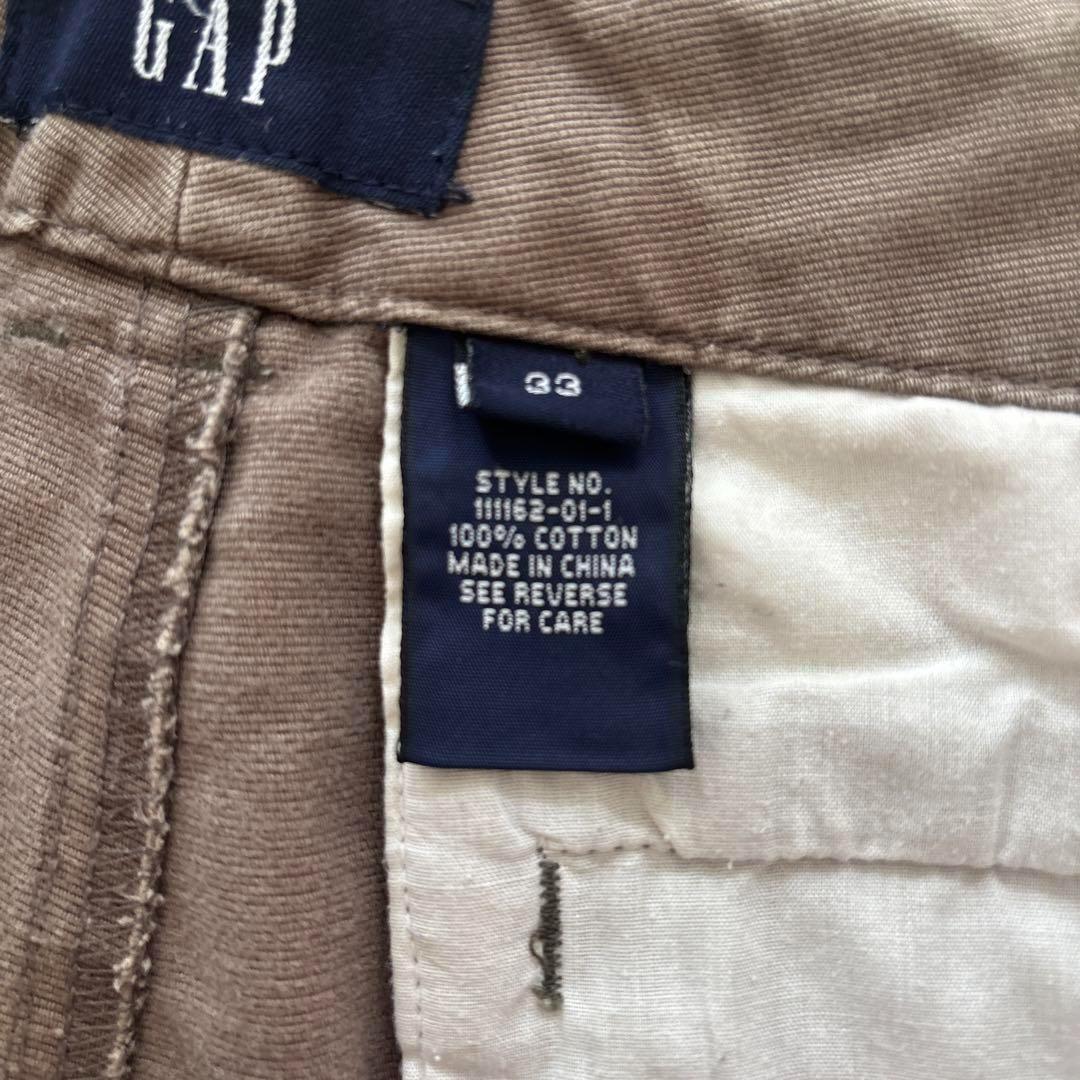 GAP
33
STYLE NO.
111162-01-1
100% COTTON
MADE IN CHINA
SEE REVERSE
FOR CARE